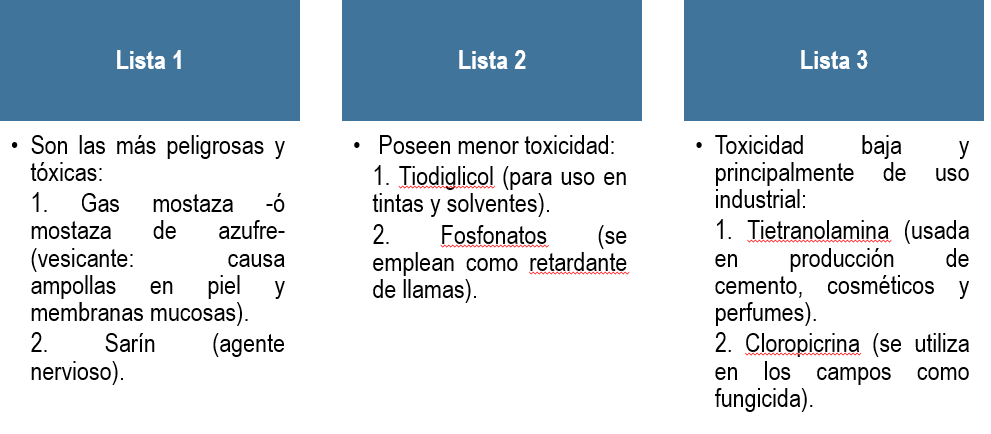 Lista 1
• Son las más peligrosas y
tóxicas:
1. Gas mostaza -ó
mostaza de azufre-
(vesicante: causa
ampollas en piel y
membranas mucosas).
2. Sarín (agente
nervioso).
Lista 2
• Poseen menor toxicidad:
1. Tiodiglicol (para uso en
tintas y solventes).
2. Fosfonatos (se
emplean como retardante
de llamas).
Lista 3
• Toxicidad baja y
principalmente de uso
industrial:
1. Tietranolamina (usada
en producción de
cemento, cosméticos y
perfumes).
2. Cloropicrina (se utiliza
en los campos como
fungicida).